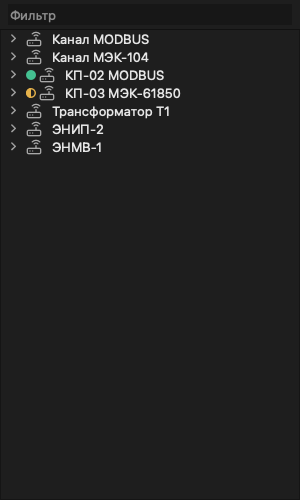 Фильтр
Канал MODBUS
Канал МЭК-104
КП-02 MODBUS
КП-03 МЭК-61850
Трансформатор Т1
ЭНИП-2
ЭНМВ-1